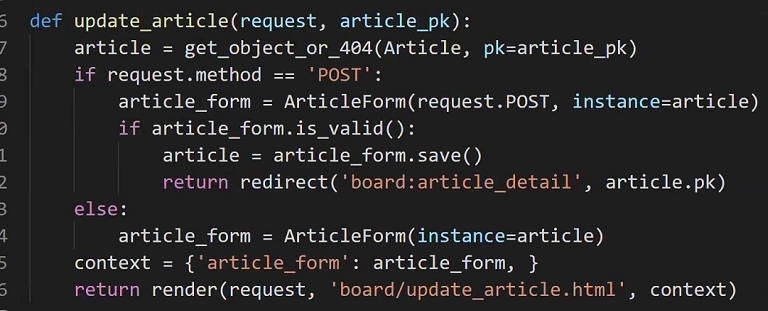 6 def update_article(request, article_pk):
7     article = get_object_or_404(Article, pk=article_pk)
8     if request.method == 'POST':
9         article_form = ArticleForm(request.POST, instance=article)
0         if article_form.is_valid():
1             article = article_form.save()
2             return redirect('board:article_detail', article.pk)
3     else:
4         article_form = ArticleForm(instance=article)
5     context = {'article_form': article_form, }
6     return render(request, 'board/update_article.html', context)